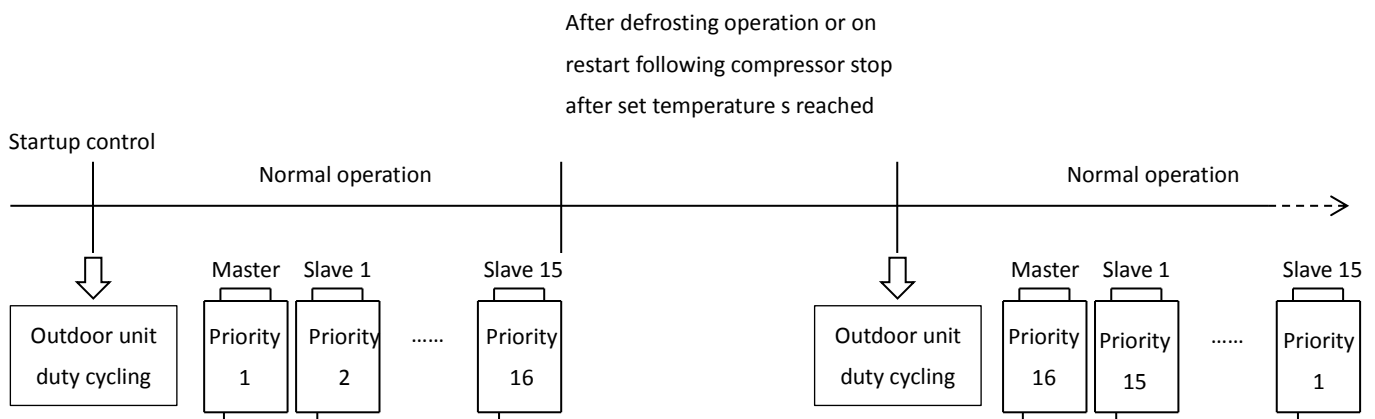 After defrosting operation or on
restart following compressor stop
after set temperature s reached
Startup control
Normal operation
Normal operation
Master
Slave 1
Slave 15
Master
Slave 1
Slave 15
Outdoor unit
duty cycling
Priority
1
Priority
2
......
Priority
16
Outdoor unit
duty cycling
Priority
16
Priority
15
......
Priority
1